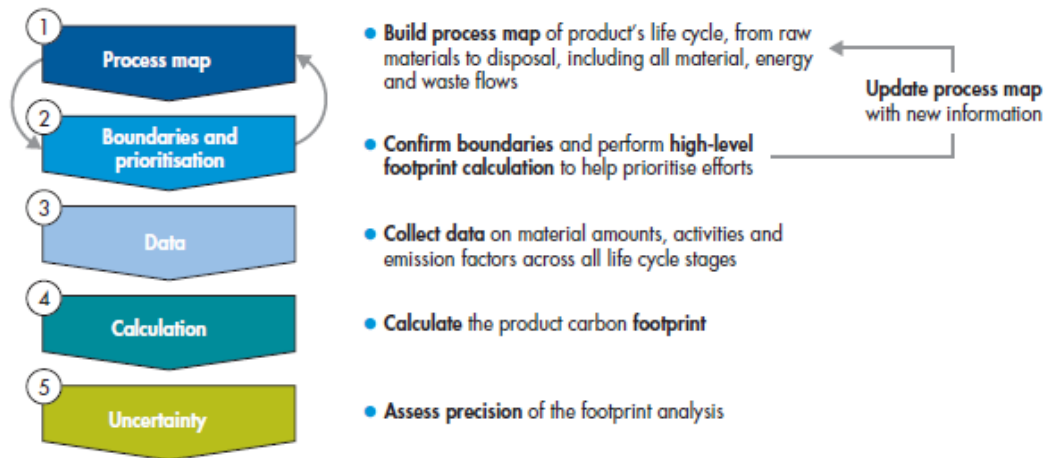 1
Process map
• Build process map of product's life cycle, from raw
materials to disposal, including all material, energy
and waste flows
Update process map
with new information
2
Boundaries and
prioritisation
• Confirm boundaries and perform high-level
footprint calculation to help prioritise efforts
3
Data
• Collect data on material amounts, activities and
emission factors across all life cycle stages
4
Calculation
• Calculate the product carbon footprint
5
Uncertainty
• Assess precision of the footprint analysis